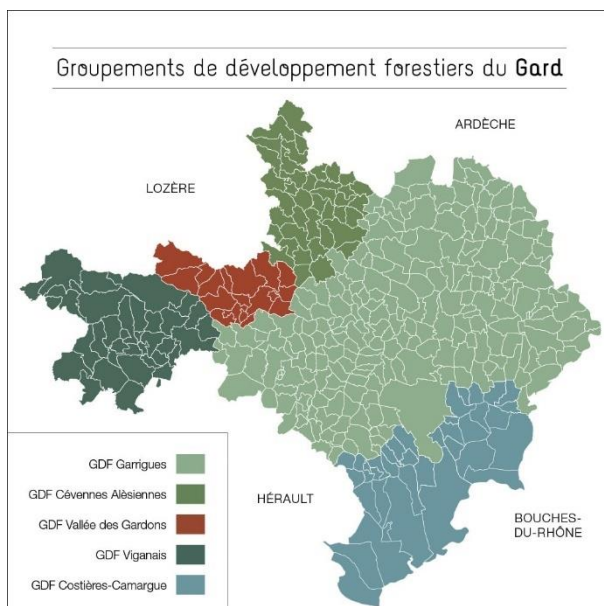 Groupements de développement forestiers du Gard
ARDÈCHE
LOZÈRE
GDF Garrigues
GDF Cévennes Alèsiennes
GDF Vallée des Gardons
GDF Viganais
GDF Costières-Camargue
HÉRAULT
BOUCHES-
DU-RHÔNE